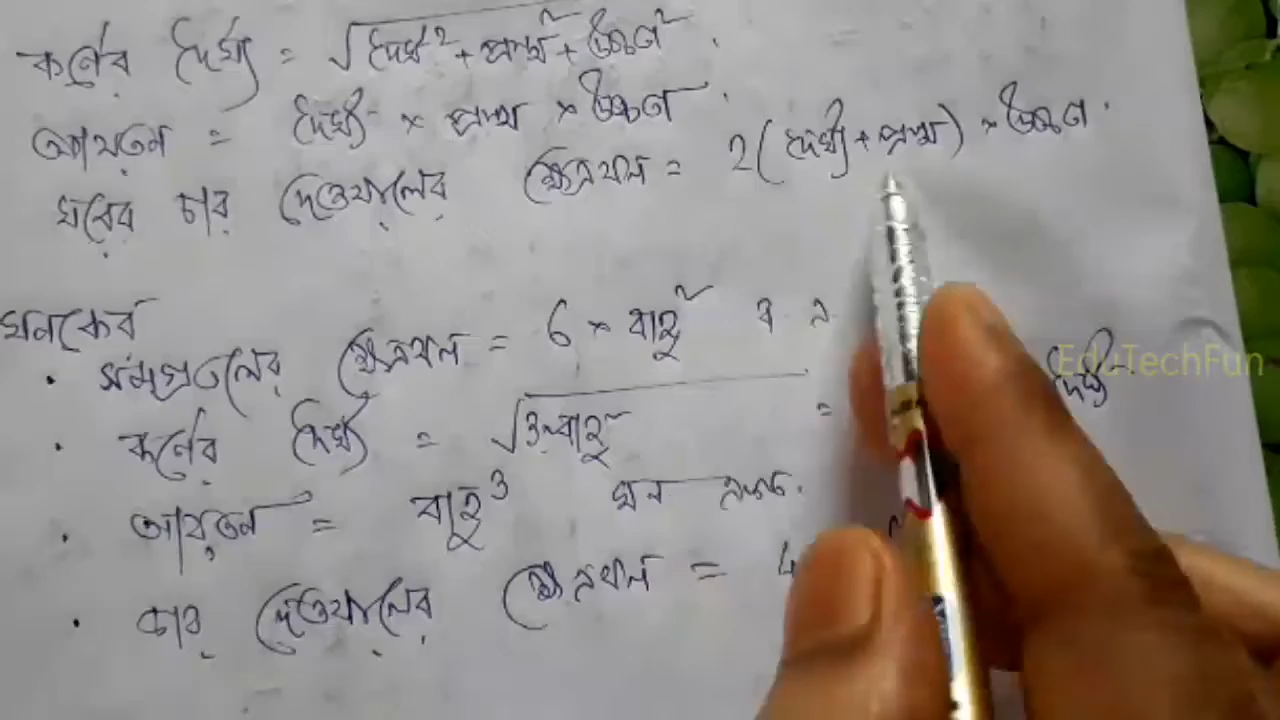 কর্ণের দৈর্ঘ্য = √দৈর্ঘ্য² + প্রস্থ² + উচ্চতা²
আয়তন = দৈর্ঘ্য × প্রস্থ × উচ্চতা
ঘরের চার দেওয়ালের ক্ষেত্রফল = 2(দৈর্ঘ্য + প্রস্থ) × উচ্চতা
ঘনকের
• সমগ্রতলের ক্ষেত্রফল = 6 × বাহু² ব
• কর্ণের দৈর্ঘ্য = √3 বাহু = দৈর্ঘ্য
• আয়তন = বাহু³ ঘন
• চার দেওয়ালের ক্ষেত্রফল = 4
EduTechFun